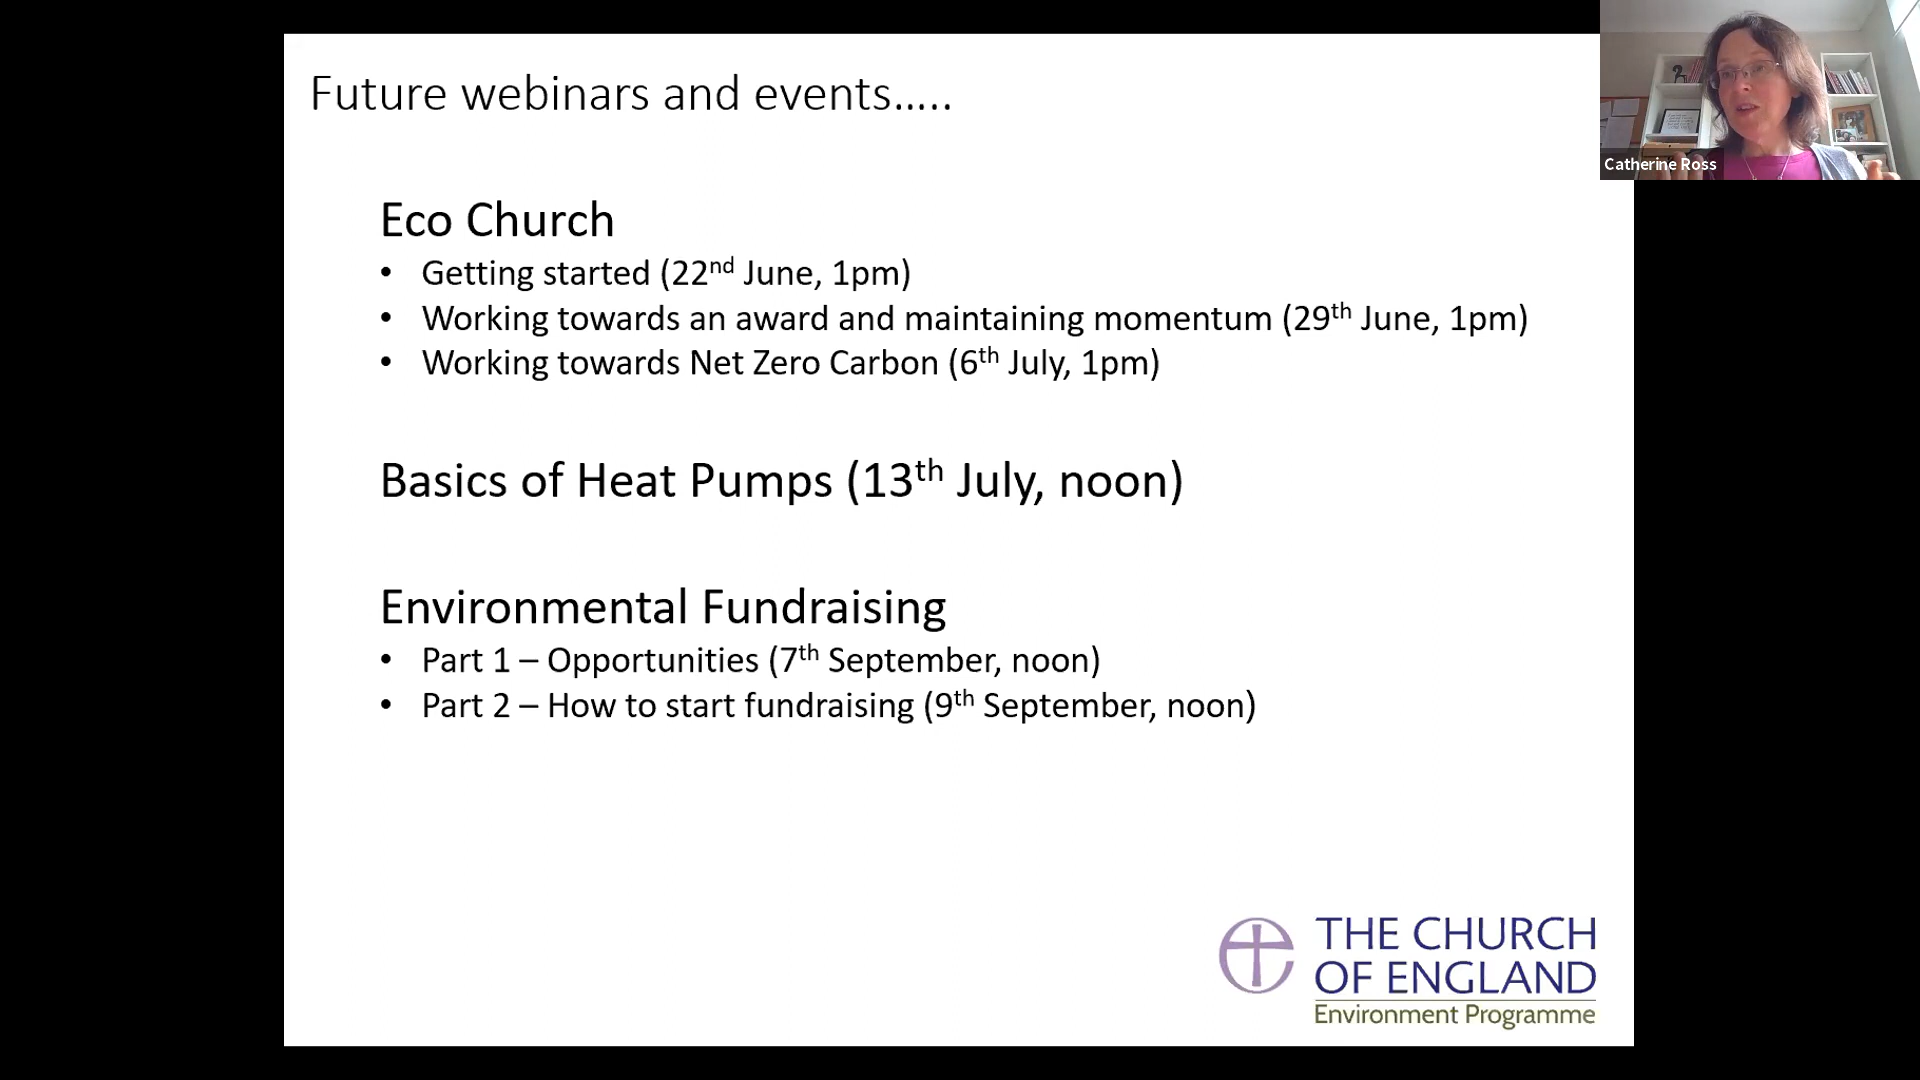 Future webinars and events.....
Catherine Ross
Eco Church
• Getting started (22nd June, 1pm)
• Working towards an award and maintaining momentum (29th June, 1pm)
• Working towards Net Zero Carbon (6th July, 1pm)
Basics of Heat Pumps (13th July, noon)
Environmental Fundraising
• Part 1 – Opportunities (7th September, noon)
• Part 2 – How to start fundraising (9th September, noon)
THE CHURCH
OF ENGLAND
Environment Programme